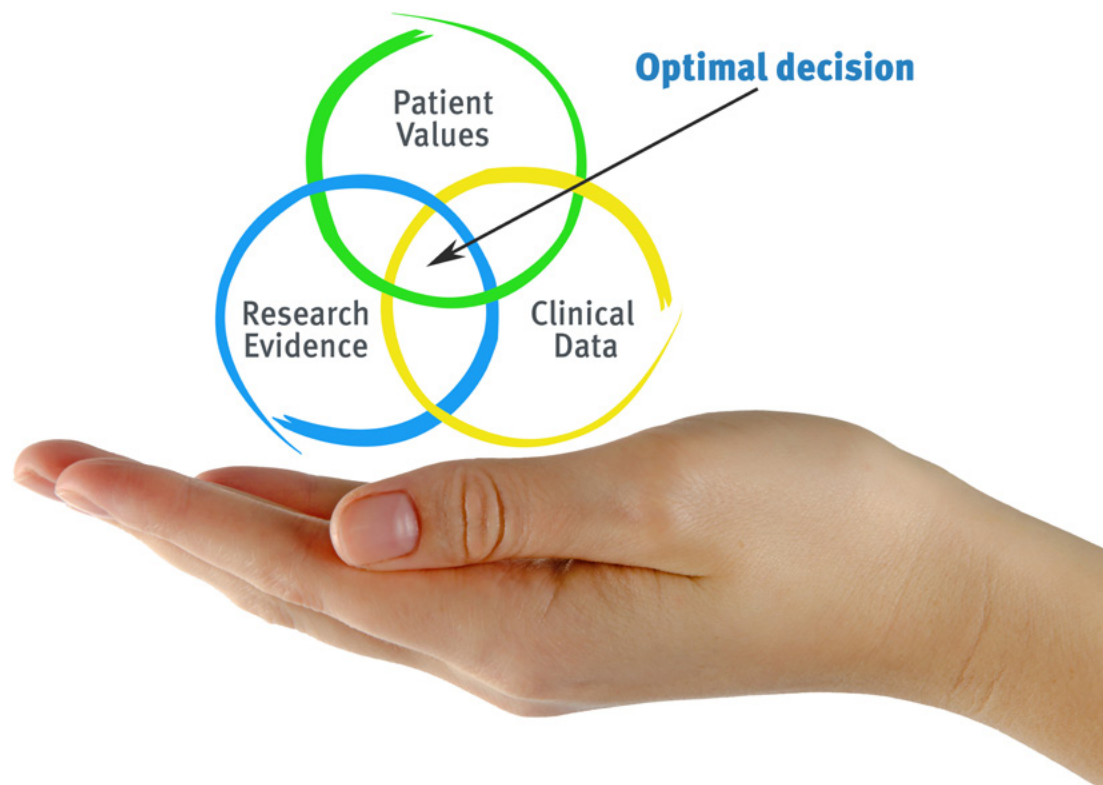 Optimal decision
Patient
Values
Research
Evidence
Clinical
Data